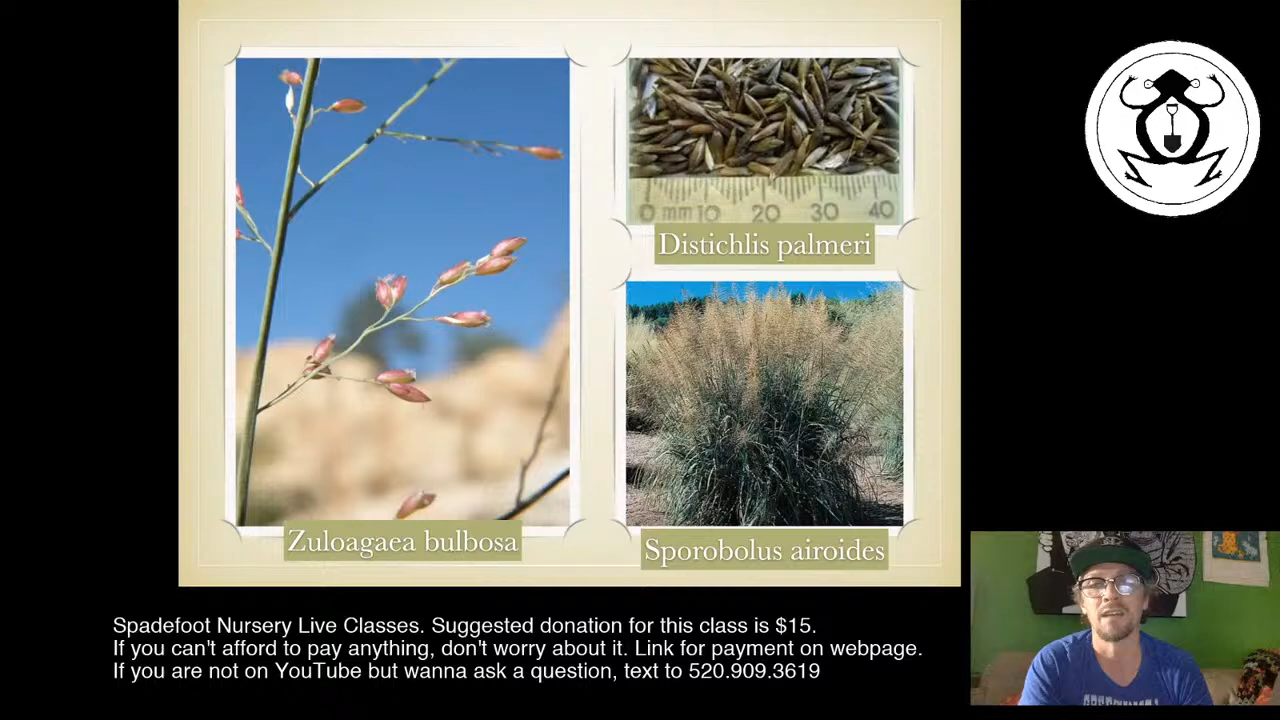 0 mm 10 20 30 40
Distichlis palmeri
Zuloagaea bulbosa
Sporobolus airoides
Spadefoot Nursery Live Classes. Suggested donation for this class is $15.
If you can't afford to pay anything, don't worry about it. Link for payment on webpage.
If you are not on YouTube but wanna ask a question, text to 520.909.3619